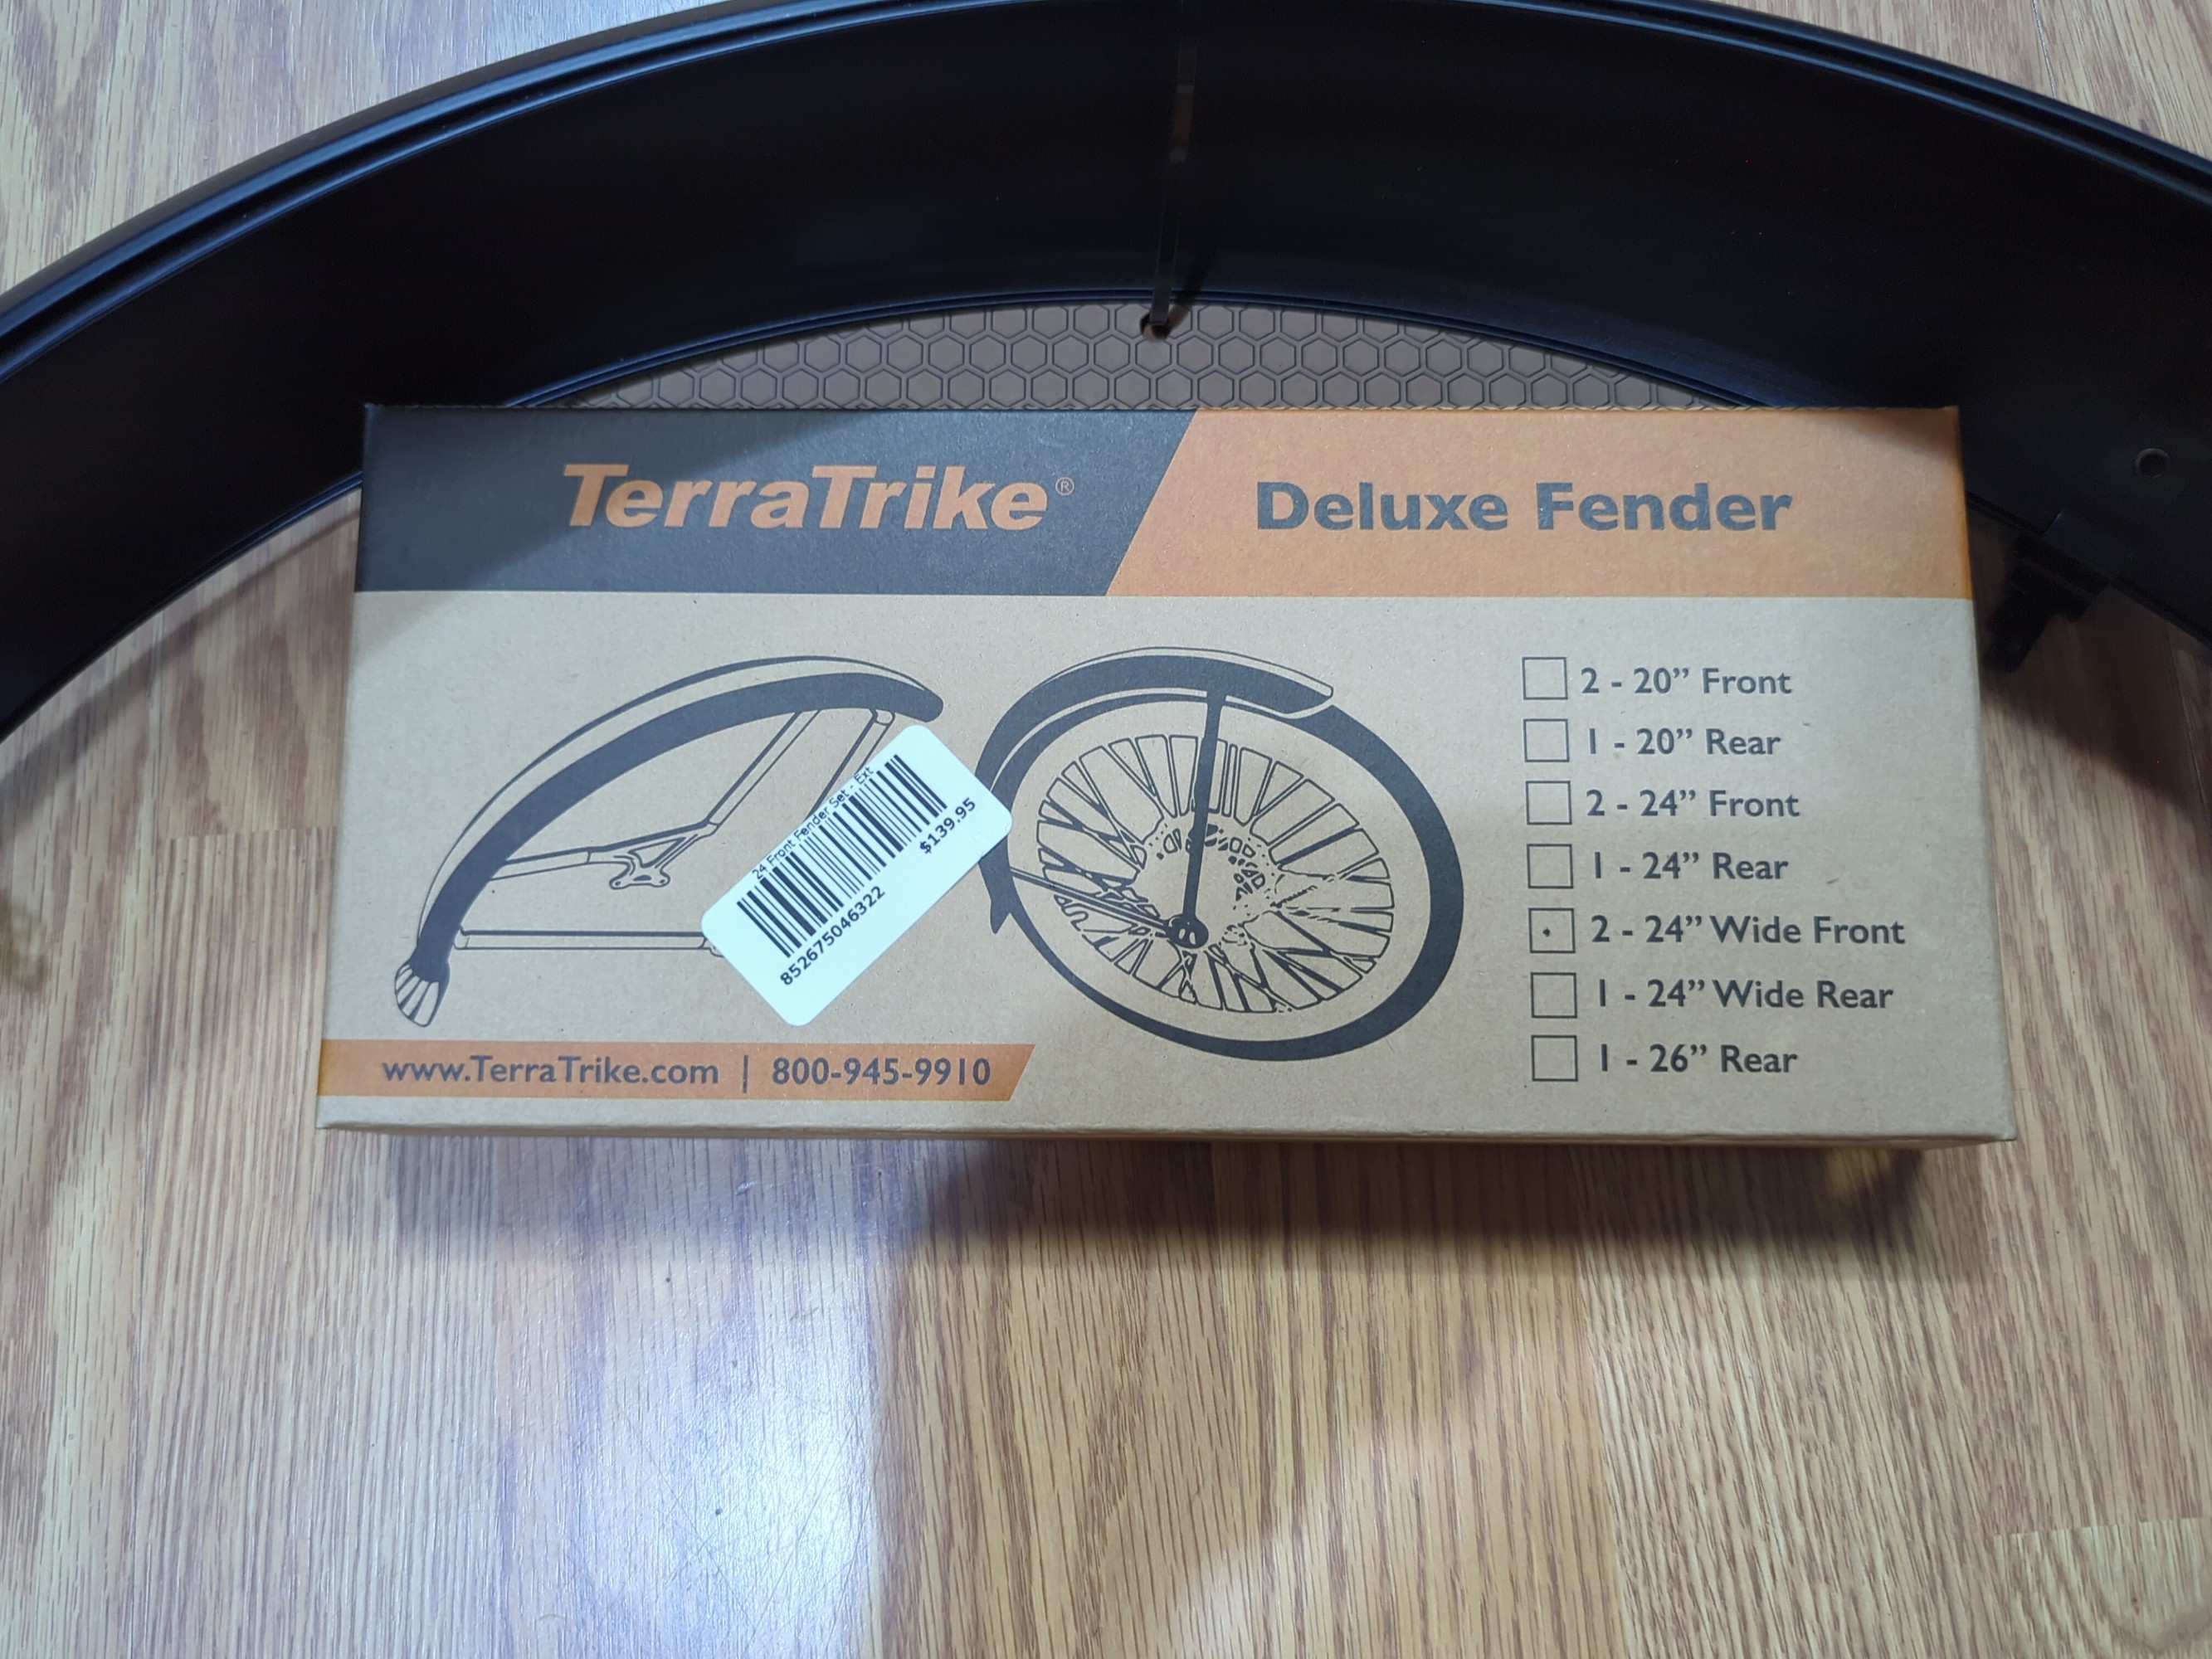 TerraTrike®
Deluxe Fender
2 - 20” Front
1 - 20” Rear
2 - 24” Front
1 - 24” Rear
2 - 24” Wide Front
1 - 24” Wide Rear
1 - 26” Rear
24 Front Fender Set - Ext
852675046322
$139.95
www.TerraTrike.com | 800-945-9910